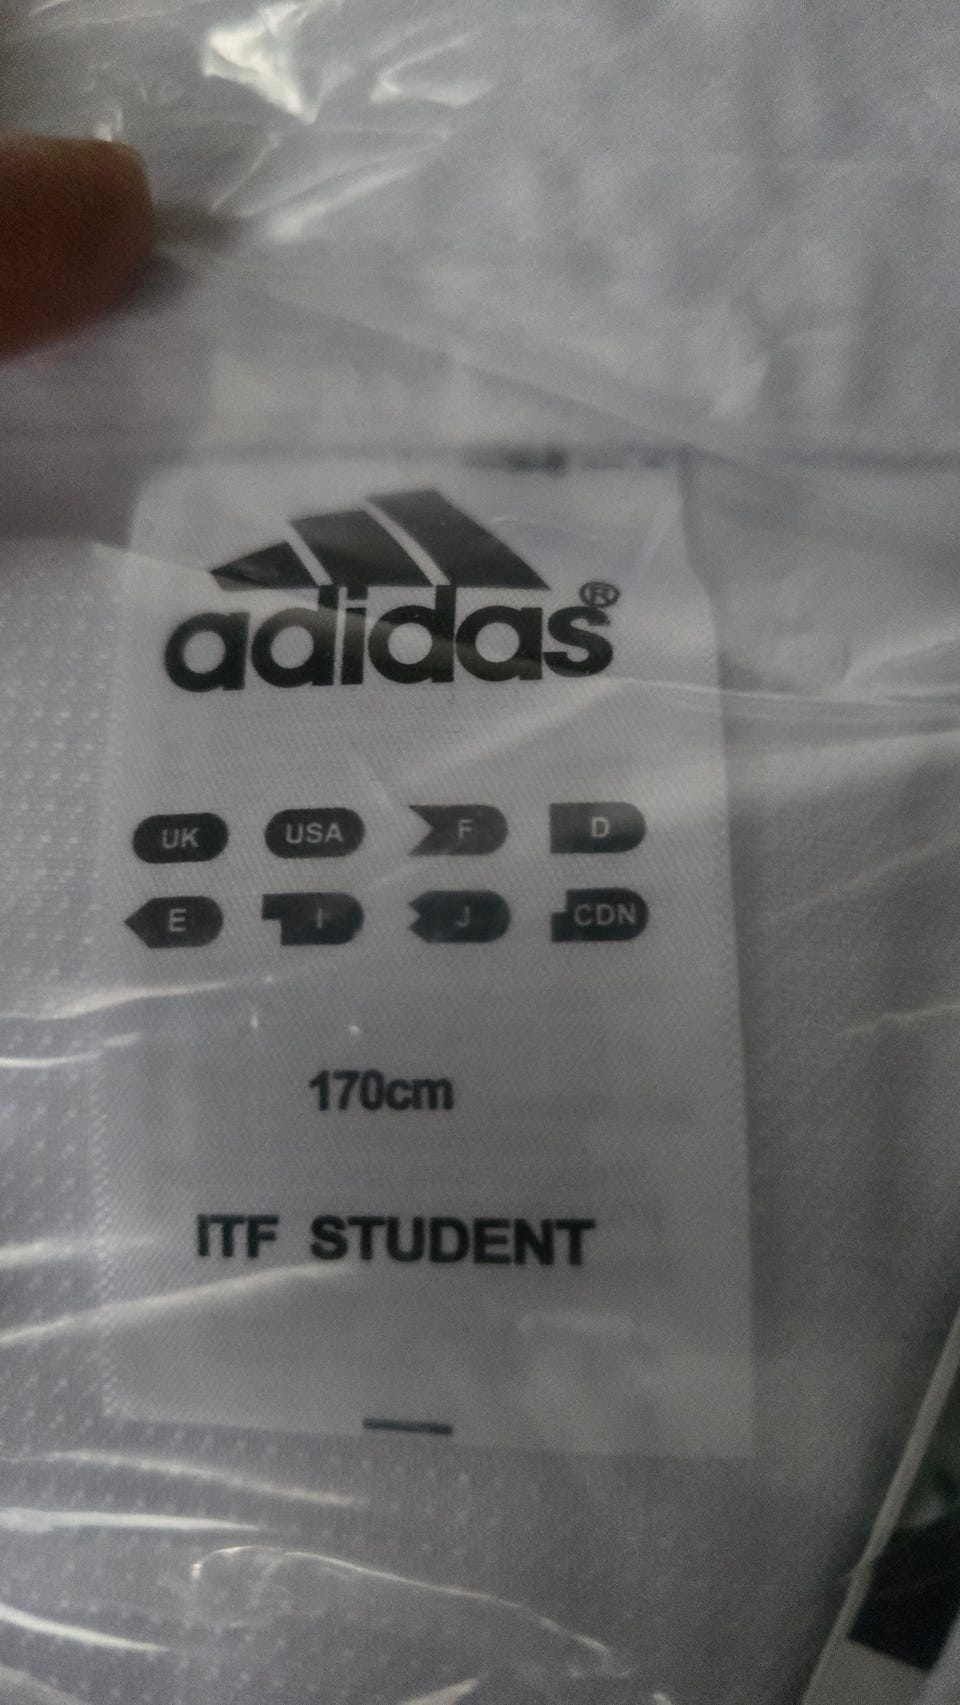 adidas®
UK USA F D
E I J CDN
170cm
ITF STUDENT